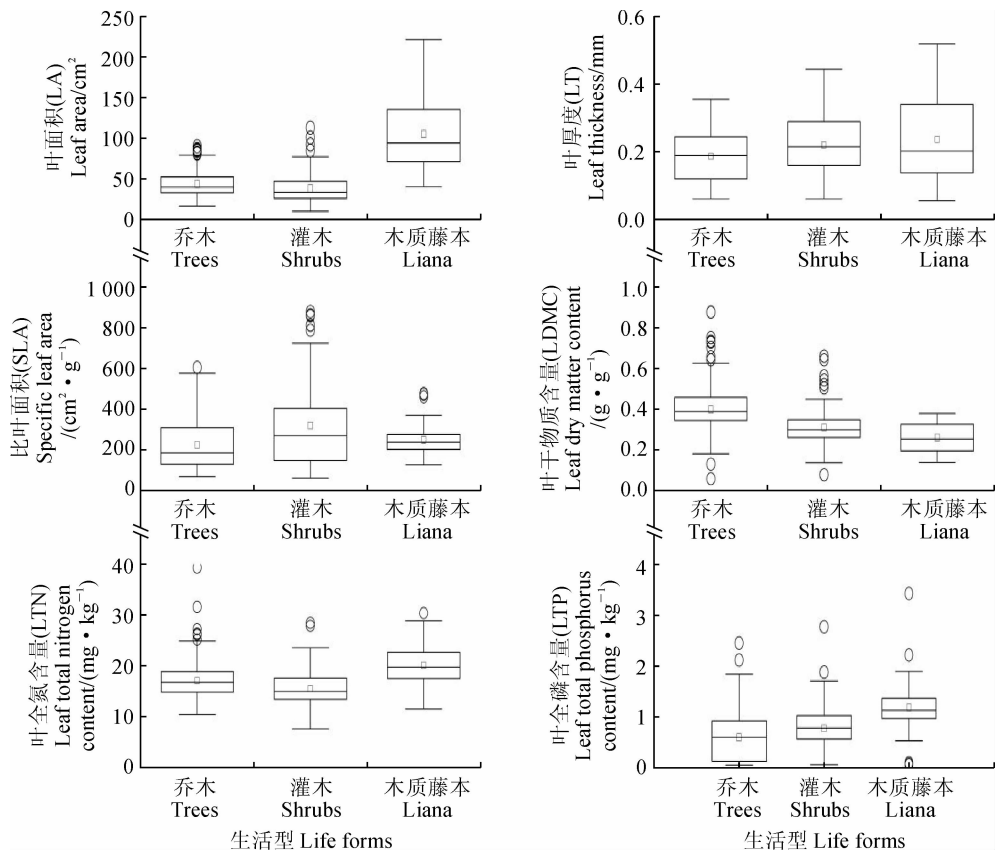 叶面积(LA)
Leaf area/cm²
250
200
150
100
50
0
乔木
Trees
灌木
Shrubs
木质藤本
Liana
叶厚度(LT)
Leaf thickness/mm
0.6
0.4
0.2
0.0
乔木
Trees
灌木
Shrubs
木质藤本
Liana
比叶面积(SLA)
Specific leaf area
/(cm²•g⁻¹)
1 000
800
600
400
200
0
乔木
Trees
灌木
Shrubs
木质藤本
Liana
叶干物质含量(LDMC)
Leaf dry matter content
/(g•g⁻¹)
1.0
0.8
0.6
0.4
0.2
0.0
乔木
Trees
灌木
Shrubs
木质藤本
Liana
叶全氮含量(LTN)
Leaf total nitrogen
content/(mg•kg⁻¹)
40
30
20
10
0
乔木
Trees
灌木
Shrubs
木质藤本
Liana
生活型 Life forms
叶全磷含量(LTP)
Leaf total phosphorus
content/(mg•kg⁻¹)
4
3
2
1
0
乔木
Trees
灌木
Shrubs
木质藤本
Liana
生活型 Life forms